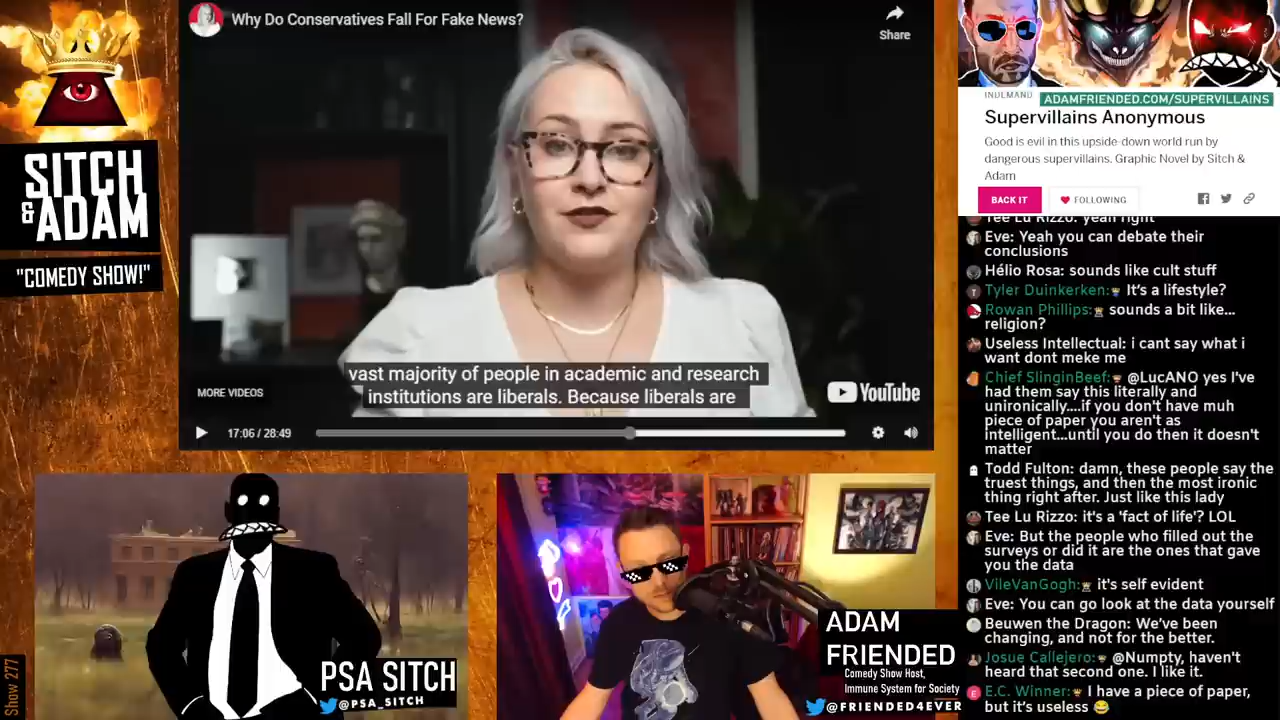 Why Do Conservatives Fall For Fake News?
Share
vast majority of people in academic and research
institutions are liberals. Because liberals are
MORE VIDEOS
YouTube
17:06 / 28:49
SITCH
& ADAM
"COMEDY SHOW!"
Show 277
PSA SITCH
@PSA_SITCH
ADAM
FRIENDED
Comedy Show Host,
Immune System for Society
@FRIENDED4EVER
INDEMAND
ADAMFRIENDED.COM/SUPERVILLAINS
Supervillains Anonymous
Good is evil in this upside-down world run by
dangerous supervillains. Graphic Novel by Sitch &
Adam
BACK IT
FOLLOWING
Tee Lu Rizzo: yeah right
Eve: Yeah you can debate their
conclusions
Hélio Rosa: sounds like cult stuff
Tyler Duinkerken: It's a lifestyle?
Rowan Phillips: sounds a bit like...
religion?
Useless Intellectual: i cant say what i
want dont meke me
Chief SlinginBeef: @LucANO yes I've
had them say this literally and
unironically....if you don't have muh
piece of paper you aren't as
intelligent...until you do then it doesn't
matter
Todd Fulton: damn, these people say the
truest things, and then the most ironic
thing right after. Just like this lady
Tee Lu Rizzo: it's a 'fact of life'? LOL
Eve: But the people who filled out the
surveys or did it are the ones that gave
you the data
VileVanGogh: it's self evident
Eve: You can go look at the data yourself
Beuwen the Dragon: We've been
changing, and not for the better.
Josue Callejero: @Numpty, haven't
heard that second one. I like it.
E.C. Winner: I have a piece of paper,
but it's useless